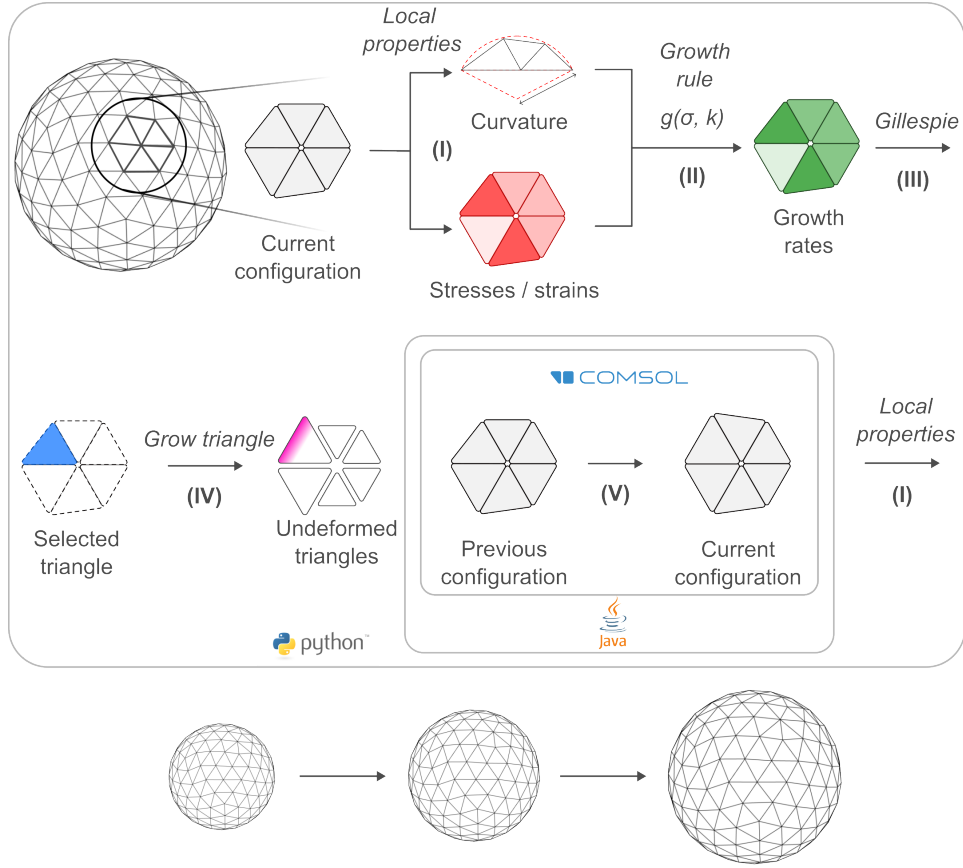 Local
properties
Growth
rule
g(σ, k)
Gillespie
(I)
Curvature
(II)
(III)
Current
configuration
Growth
rates
Stresses / strains
COMSOL
Local
properties
Grow triangle
(IV)
(V)
(I)
Selected
triangle
Undeformed
triangles
Previous
configuration
Current
configuration
python™
Java